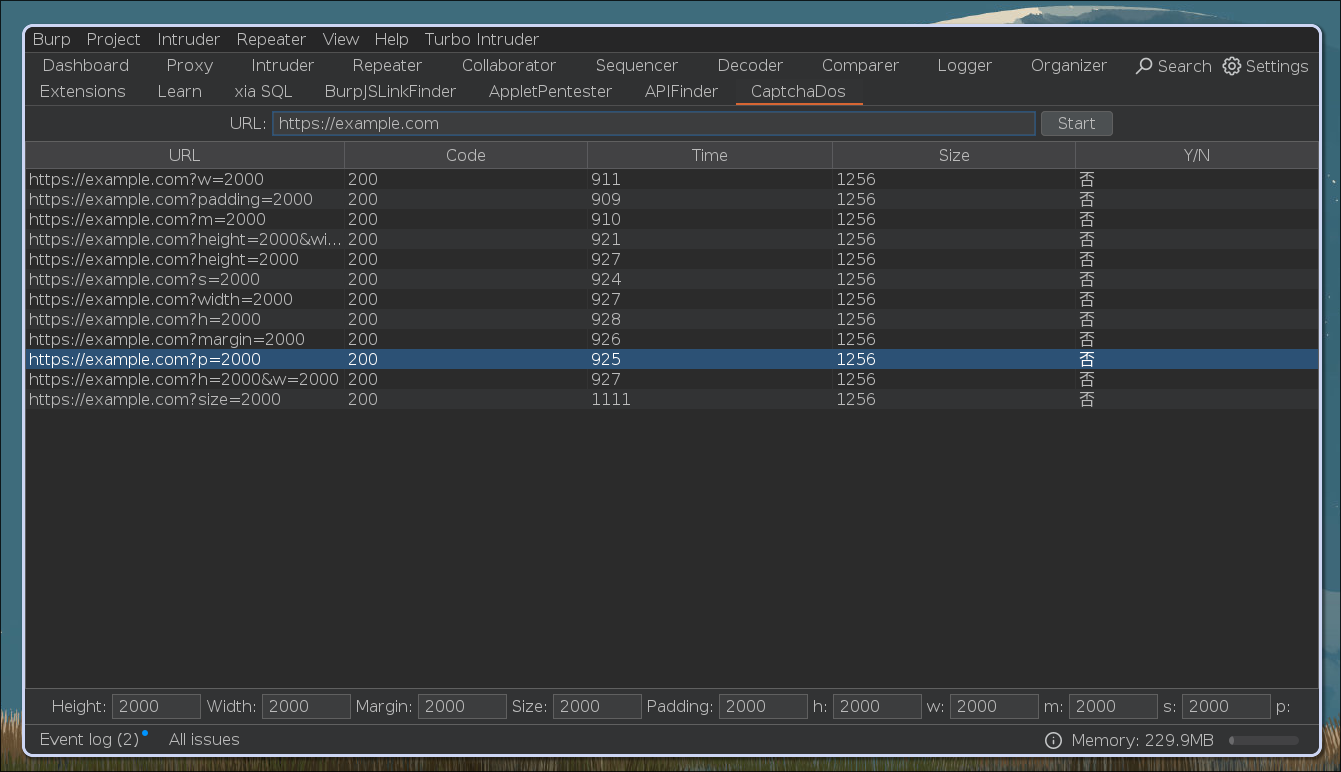 Burp Project Intruder Repeater View Help Turbo Intruder
Dashboard Proxy Intruder Repeater Collaborator Sequencer Decoder Comparer Logger Organizer Search Settings
Extensions Learn xia SQL BurpJSLinkFinder AppletPentester APIFinder CaptchaDos
URL: https://example.com Start
URL Code Time Size Y/N
https://example.com?w=2000 200 911 1256 否
https://example.com?padding=2000 200 909 1256 否
https://example.com?m=2000 200 910 1256 否
https://example.com?height=2000&wi... 200 921 1256 否
https://example.com?height=2000 200 927 1256 否
https://example.com?s=2000 200 924 1256 否
https://example.com?width=2000 200 927 1256 否
https://example.com?h=2000 200 928 1256 否
https://example.com?margin=2000 200 926 1256 否
https://example.com?p=2000 200 925 1256 否
https://example.com?h=2000&w=2000 200 927 1256 否
https://example.com?size=2000 200 1111 1256 否
Height: 2000 Width: 2000 Margin: 2000 Size: 2000 Padding: 2000 h: 2000 w: 2000 m: 2000 s: 2000 p:
Event log (2) All issues Memory: 229.9MB